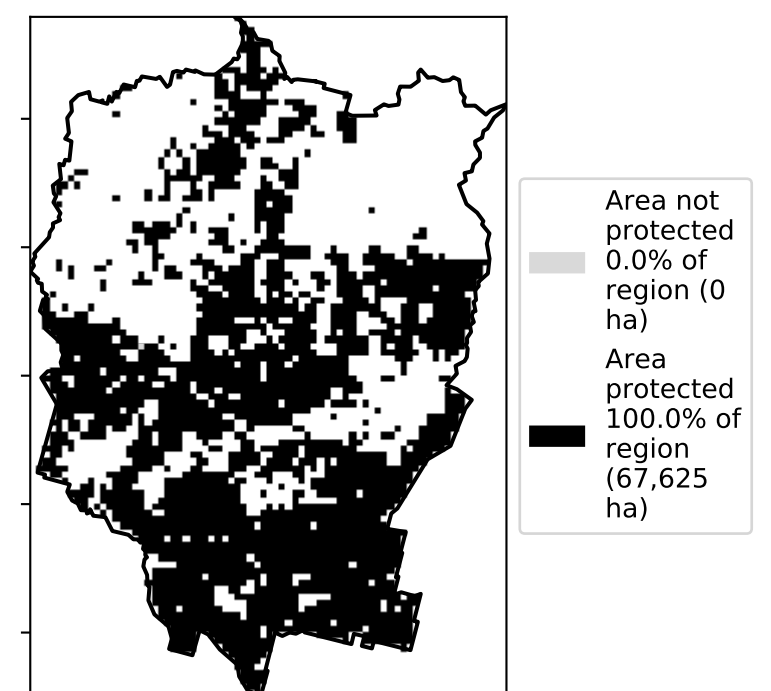 Area not
protected
0.0% of
region (0
ha)
Area
protected
100.0% of
region
(67,625
ha)